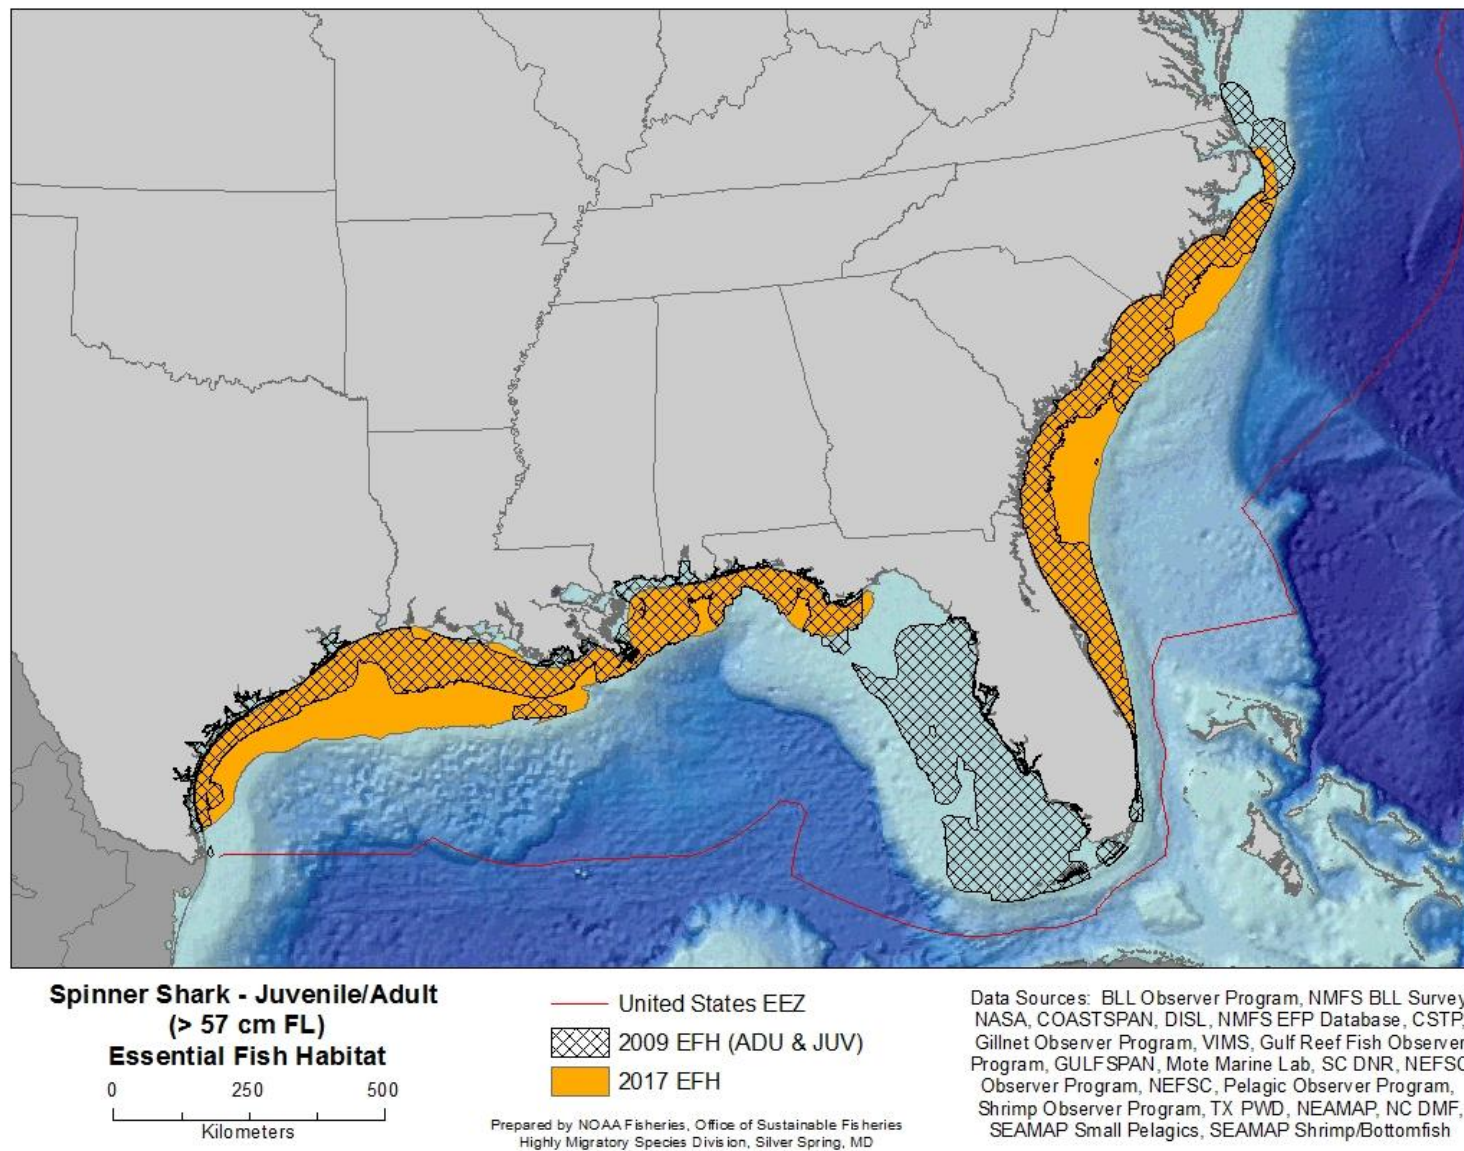 Spinner Shark - Juvenile/Adult
(> 57 cm FL)
Essential Fish Habitat
0 250 500
Kilometers
United States EEZ
2009 EFH (ADU & JUV)
2017 EFH
Prepared by NOAA Fisheries, Office of Sustainable Fisheries
Highly Migratory Species Division, Silver Spring, MD
Data Sources: BLL Observer Program, NMFS BLL Survey,
NASA, COASTSPAN, DISL, NMFS EFP Database, CSTP,
Gillnet Observer Program, VIMS, Gulf Reef Fish Observer
Program, GULFSPAN, Mote Marine Lab, SC DNR, NEFSC
Observer Program, NEFSC, Pelagic Observer Program,
Shrimp Observer Program, TX PWD, NEAMAP, NC DMF,
SEAMAP Small Pelagics, SEAMAP Shrimp/Bottomfish